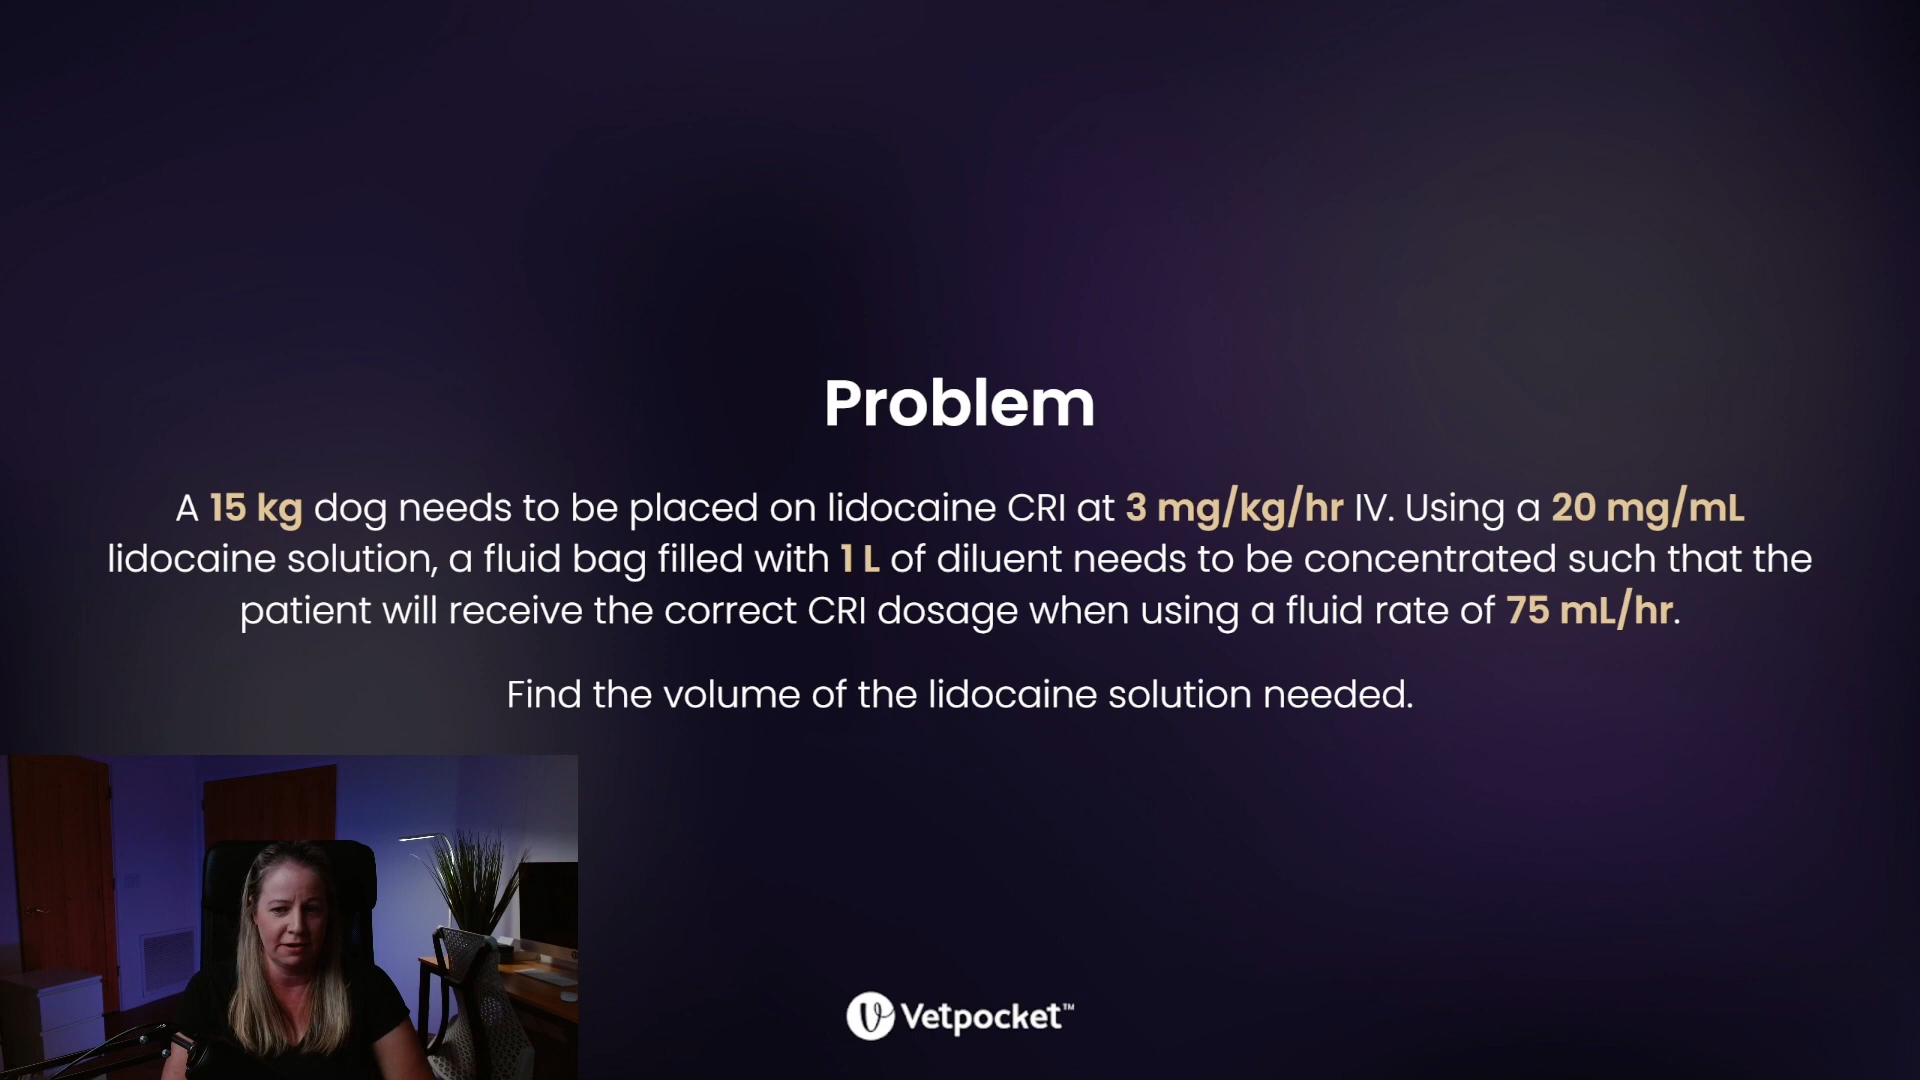 Problem
A 15 kg dog needs to be placed on lidocaine CRI at 3 mg/kg/hr IV. Using a 20 mg/mL
lidocaine solution, a fluid bag filled with 1 L of diluent needs to be concentrated such that the
patient will receive the correct CRI dosage when using a fluid rate of 75 mL/hr.
Find the volume of the lidocaine solution needed.
Vetpocket™